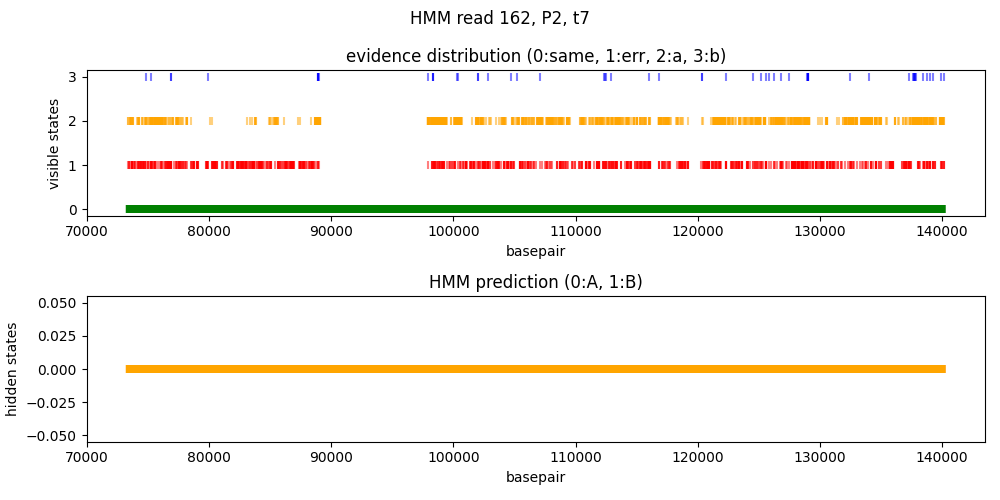 HMM read 162, P2, t7
evidence distribution (0:same, 1:err, 2:a, 3:b)
visible states
3
2
1
0
70000 80000 90000 100000 110000 120000 130000 140000
basepair
HMM prediction (0:A, 1:B)
hidden states
0.050
0.025
0.000
−0.025
−0.050
70000 80000 90000 100000 110000 120000 130000 140000
basepair